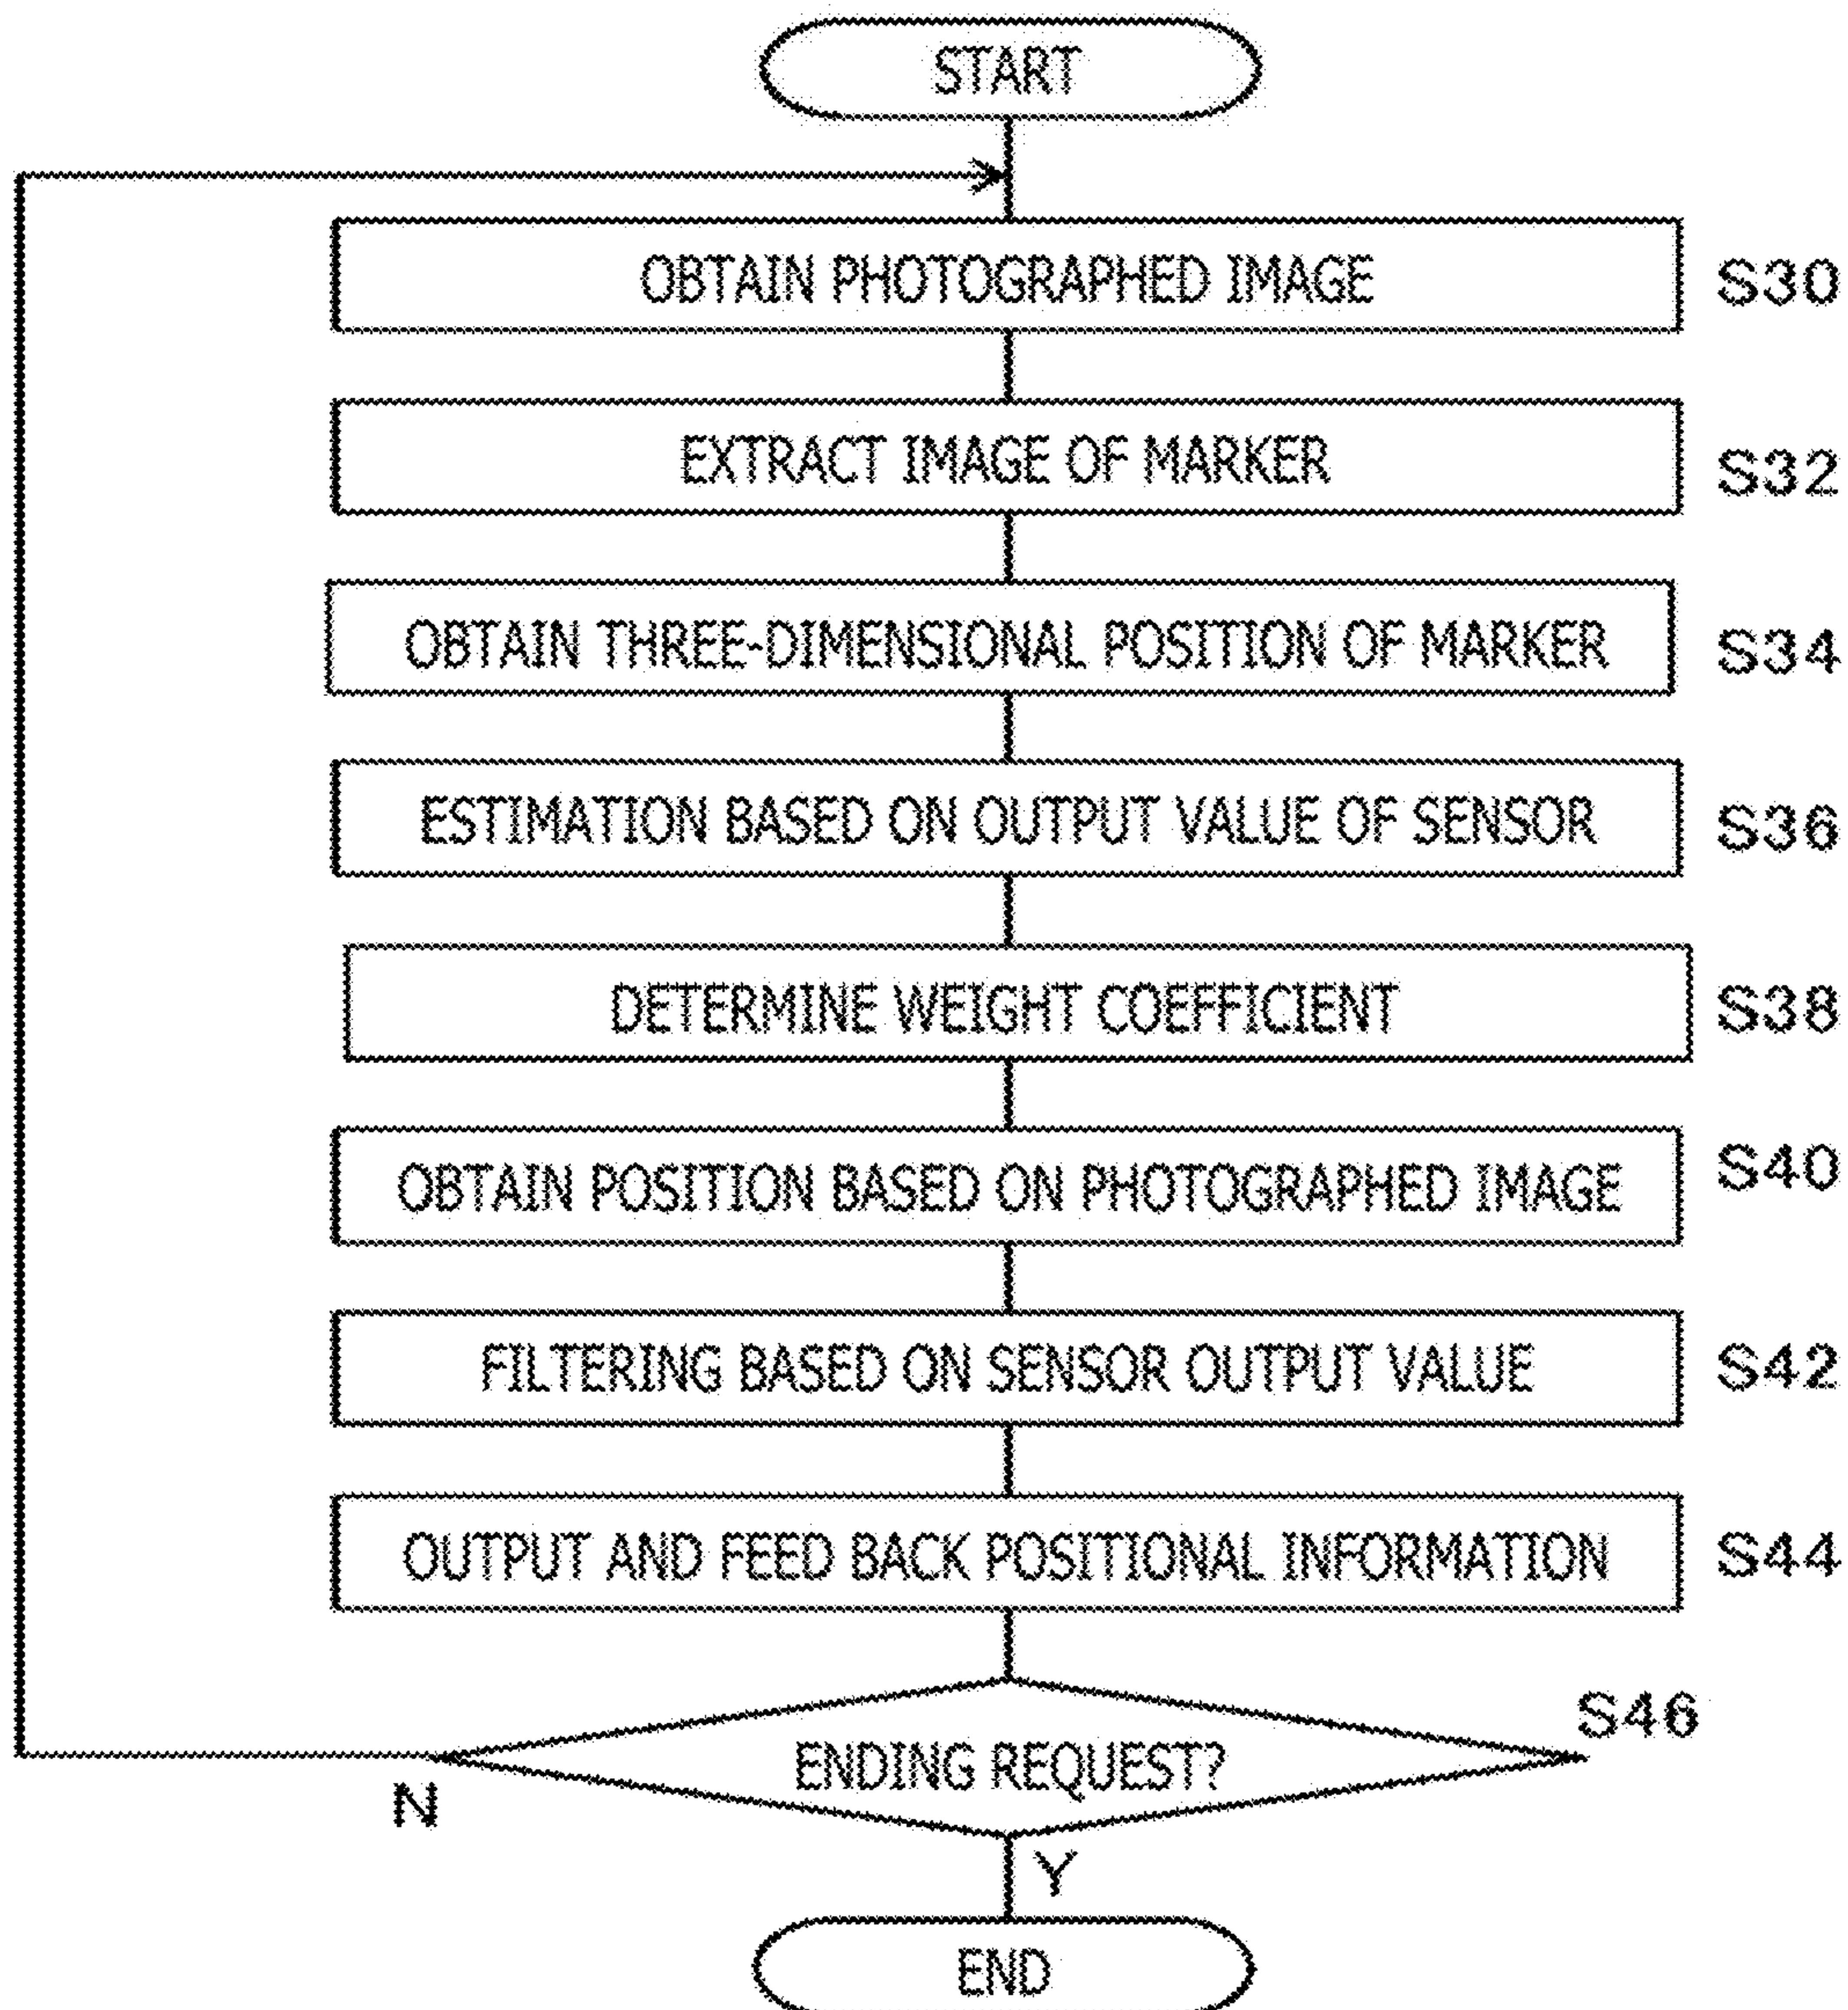 START
OBTAIN PHOTOGRAPHED IMAGE S30
EXTRACT IMAGE OF MARKER S32
OBTAIN THREE-DIMENSIONAL POSITION OF MARKER S34
ESTIMATION BASED ON OUTPUT VALUE OF SENSOR S36
DETERMINE WEIGHT COEFFICIENT S38
OBTAIN POSITION BASED ON PHOTOGRAPHED IMAGE S40
FILTERING BASED ON SENSOR OUTPUT VALUE S42
OUTPUT AND FEED BACK POSITIONAL INFORMATION S44
S46
ENDING REQUEST?
N
Y
END